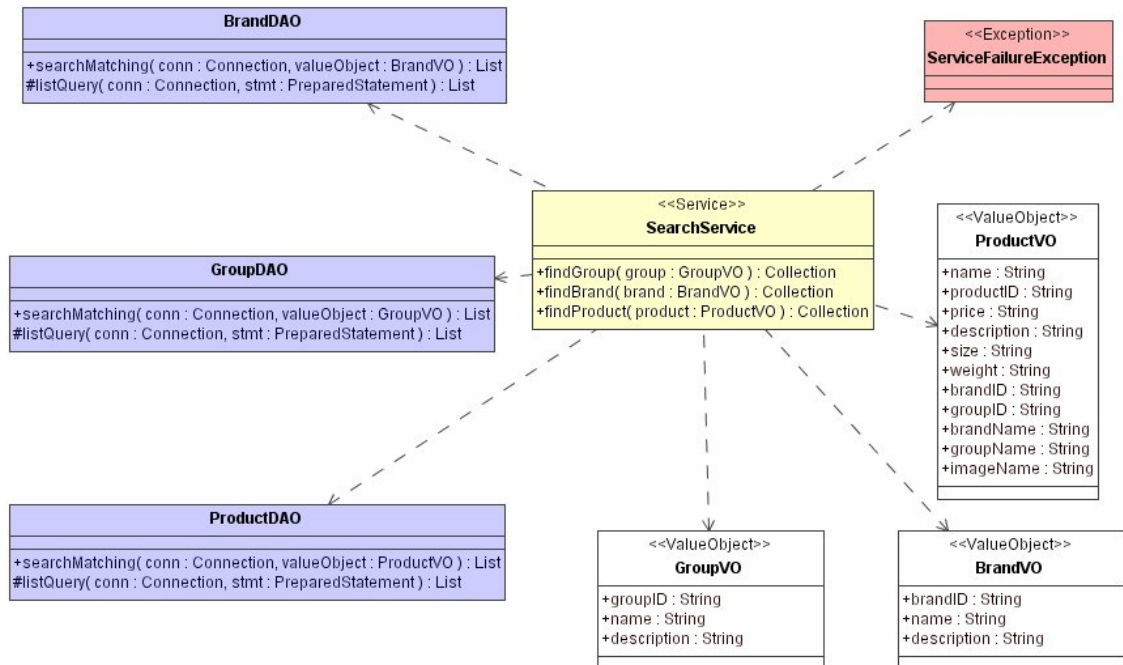 BrandDAO
+searchMatching( conn : Connection, valueObject : BrandVO ) : List
#listQuery( conn : Connection, stmt : PreparedStatement ) : List
<<Exception>>
ServiceFailureException
<<Service>>
SearchService
+findGroup( group : GroupVO ) : Collection
+findBrand( brand : BrandVO ) : Collection
+findProduct( product : ProductVO ) : Collection
<<ValueObject>>
ProductVO
+name : String
+productID : String
+price : String
+description : String
+size : String
+weight : String
+brandID : String
+groupID : String
+brandName : String
+groupName : String
+imageName : String
GroupDAO
+searchMatching( conn : Connection, valueObject : GroupVO ) : List
#listQuery( conn : Connection, stmt : PreparedStatement ) : List
ProductDAO
+searchMatching( conn : Connection, valueObject : ProductVO ) : List
#listQuery( conn : Connection, stmt : PreparedStatement ) : List
<<ValueObject>>
GroupVO
+groupID : String
+name : String
+description : String
<<ValueObject>>
BrandVO
+brandID : String
+name : String
+description : String